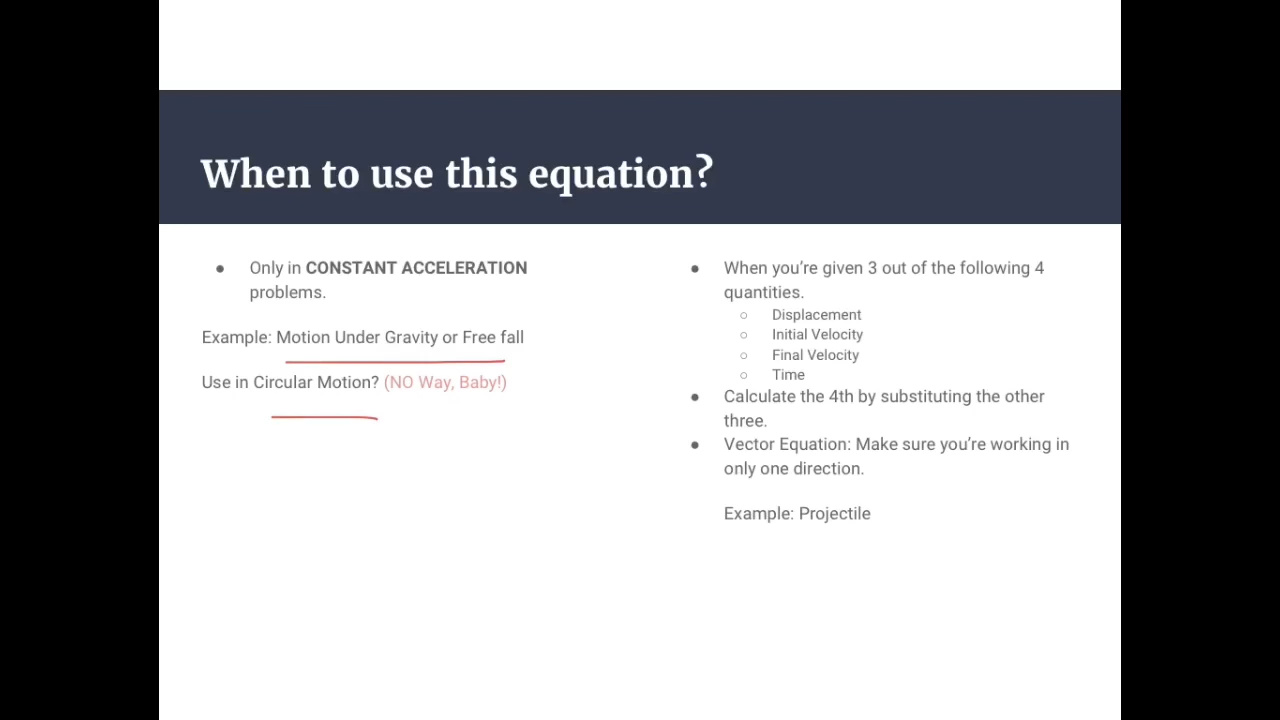 When to use this equation?
● Only in CONSTANT ACCELERATION
problems.
Example: Motion Under Gravity or Free fall
Use in Circular Motion? (NO Way, Baby!)
● When you're given 3 out of the following 4
quantities.
○ Displacement
○ Initial Velocity
○ Final Velocity
○ Time
● Calculate the 4th by substituting the other
three.
● Vector Equation: Make sure you're working in
only one direction.
Example: Projectile